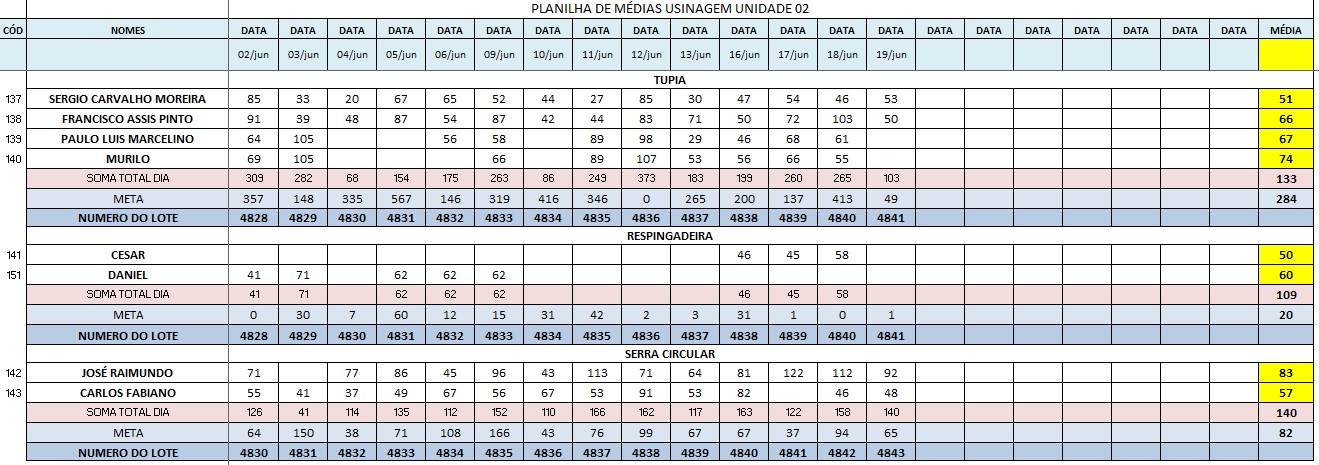 PLANILHA DE MÉDIAS USINAGEM UNIDADE 02
CÓD NOMES DATA DATA DATA DATA DATA DATA DATA DATA DATA DATA DATA DATA DATA DATA DATA DATA DATA DATA DATA DATA DATA MÉDIA
02/jun 03/jun 04/jun 05/jun 06/jun 09/jun 10/jun 11/jun 12/jun 13/jun 16/jun 17/jun 18/jun 19/jun
TUPIA
137 SERGIO CARVALHO MOREIRA 85 33 20 67 65 52 44 27 85 30 47 54 46 53 51
138 FRANCISCO ASSIS PINTO 91 39 48 87 54 87 42 44 83 71 50 72 103 50 66
139 PAULO LUIS MARCELINO 64 105 56 58 89 98 29 46 68 61 67
140 MURILO 69 105 66 89 107 53 56 66 55 74
SOMA TOTAL DIA 309 282 68 154 175 263 86 249 373 183 199 260 265 103 133
META 357 148 335 567 146 319 416 346 0 265 200 137 413 49 284
NUMERO DO LOTE 4828 4829 4830 4831 4832 4833 4834 4835 4836 4837 4838 4839 4840 4841
RESPINGADEIRA
141 CESAR 46 45 58 50
151 DANIEL 41 71 62 62 62 60
SOMA TOTAL DIA 41 71 62 62 62 46 45 58 109
META 0 30 7 60 12 15 31 42 2 3 31 1 0 1 20
NUMERO DO LOTE 4828 4829 4830 4831 4832 4833 4834 4835 4836 4837 4838 4839 4840 4841
SERRA CIRCULAR
142 JOSÉ RAIMUNDO 71 77 86 45 96 43 113 71 64 81 122 112 92 83
143 CARLOS FABIANO 55 41 37 49 67 56 67 53 91 53 82 46 48 57
SOMA TOTAL DIA 126 41 114 135 112 152 110 166 162 117 163 122 158 140 140
META 64 150 38 71 108 166 43 76 99 67 67 37 94 65 82
NUMERO DO LOTE 4830 4831 4832 4833 4834 4835 4836 4837 4838 4839 4840 4841 4842 4843